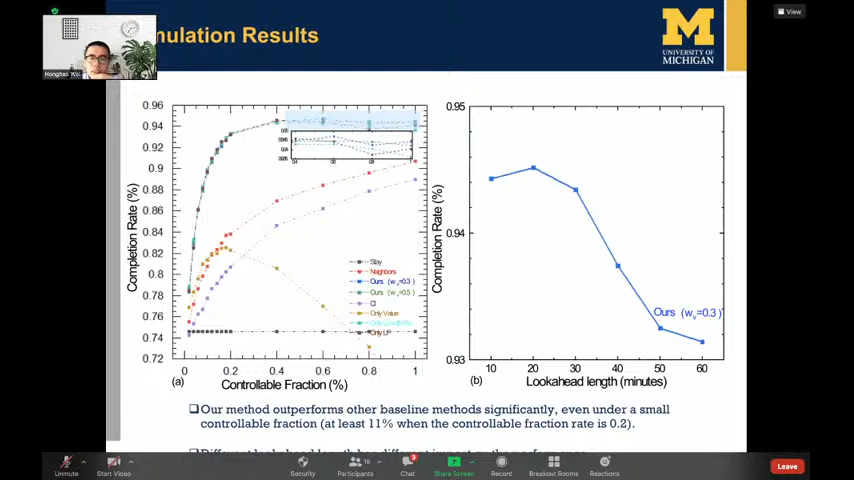 View
mulation Results
M
UNIVERSITY OF
MICHIGAN
0.96
0.94
0.9
0.88
0.86
0.84
0.82
0.8
0.78
0.76
0.74
0.72
0
0.2
0.4
0.6
0.8
1
Completion Rate (%)
Controllable Fraction (%)
(a)
Stay
Neighbors
Ours (w_v=0.3)
Ours (w_v=0.5)
CI
Only Value
Only LP
0.95
0.94
0.93
10
20
30
40
50
60
Completion Rate (%)
Ours (w_v=0.3)
(b)
Lookahead length (minutes)
❑Our method outperforms other baseline methods significantly, even under a small
controllable fraction (at least 11% when the controllable fraction rate is 0.2).
Unmute
Start Video
Security
Participants
Chat
3
Share Screen
Record
Breakout Rooms
Reactions
Leave